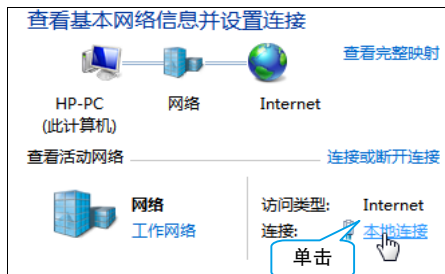 查看基本网络信息并设置连接
查看完整映射
HP-PC 网络 Internet
(此计算机)
查看活动网络 连接或断开连接
网络 访问类型: Internet
工作网络 连接: 本地连接
单击